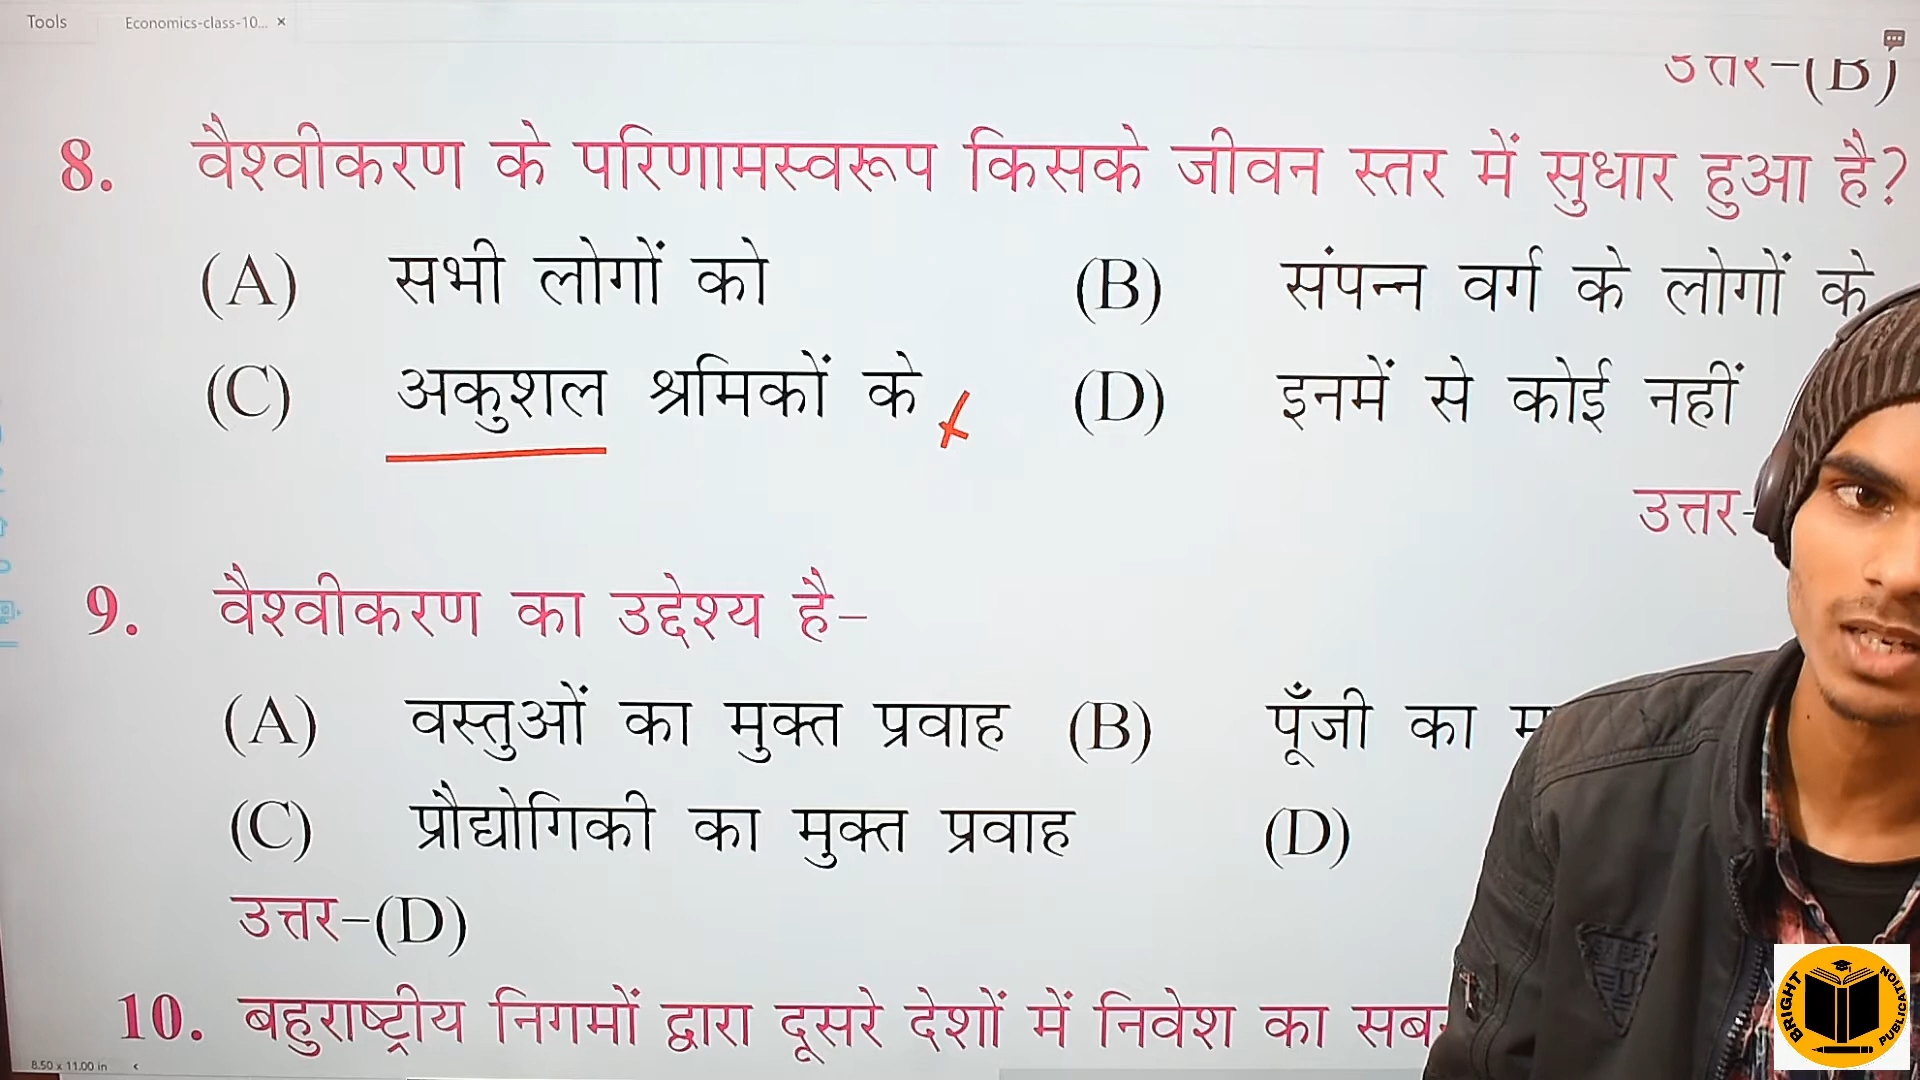 Tools Economics-class-10... ×
उत्तर–(B)
8. वैश्वीकरण के परिणामस्वरूप किसके जीवन स्तर में सुधार हुआ है?
(A) सभी लोगों को (B) संपन्न वर्ग के लोगों के
(C) अकुशल श्रमिकों के (D) इनमें से कोई नहीं
उत्तर-
9. वैश्वीकरण का उद्देश्य है–
(A) वस्तुओं का मुक्त प्रवाह (B) पूँजी का
(C) प्रौद्योगिकी का मुक्त प्रवाह (D)
उत्तर–(D)
10. बहुराष्ट्रीय निगमों द्वारा दूसरे देशों में निवेश का
8.50 x 11.00 in
BRIGHT PUBLICATION